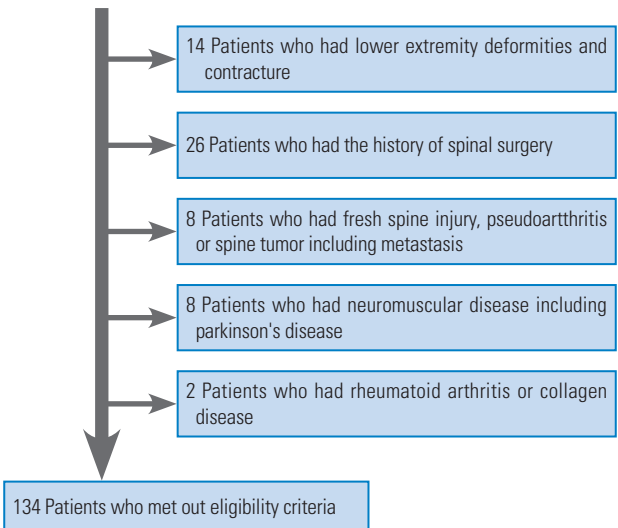 14 Patients who had lower extremity deformities and
contracture
26 Patients who had the history of spinal surgery
8 Patients who had fresh spine injury, pseudoartthritis
or spine tumor including metastasis
8 Patients who had neuromuscular disease including
parkinson's disease
2 Patients who had rheumatoid arthritis or collagen
disease
134 Patients who met out eligibility criteria